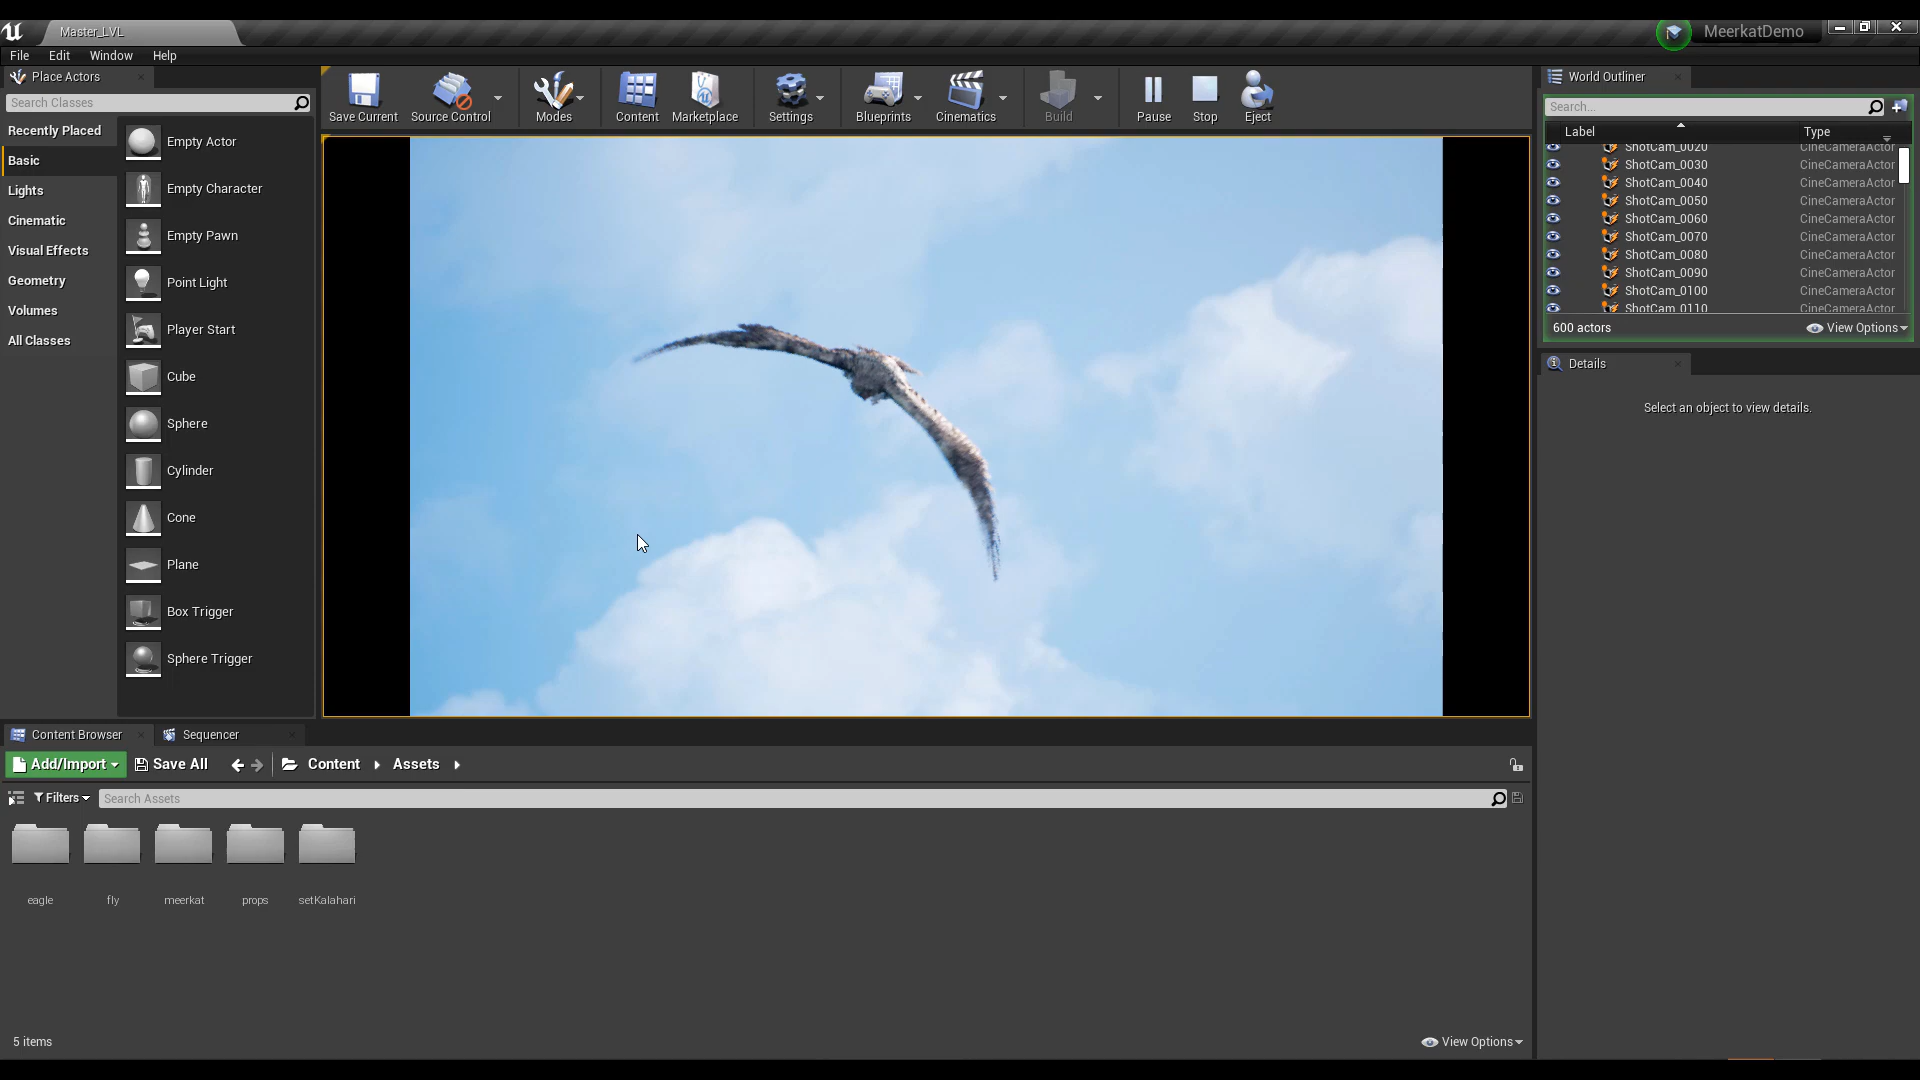 Master_LVL
MeerkatDemo
File Edit Window Help
Place Actors
Search Classes
Recently Placed
Basic
Lights
Cinematic
Visual Effects
Geometry
Volumes
All Classes
Empty Actor
Empty Character
Empty Pawn
Point Light
Player Start
Cube
Sphere
Cylinder
Cone
Plane
Box Trigger
Sphere Trigger
Save Current Source Control Modes Content Marketplace Settings Blueprints Cinematics Build Pause Stop Eject
World Outliner
Search...
Label Type
ShotCam_0020 CineCameraActor
ShotCam_0030 CineCameraActor
ShotCam_0040 CineCameraActor
ShotCam_0050 CineCameraActor
ShotCam_0060 CineCameraActor
ShotCam_0070 CineCameraActor
ShotCam_0080 CineCameraActor
ShotCam_0090 CineCameraActor
ShotCam_0100 CineCameraActor
ShotCam_0110 CineCameraActor
600 actors View Options
Details
Select an object to view details.
Content Browser Sequencer
Add/Import Save All Content Assets
Filters Search Assets
eagle fly meerkat props setKalahari
5 items View Options